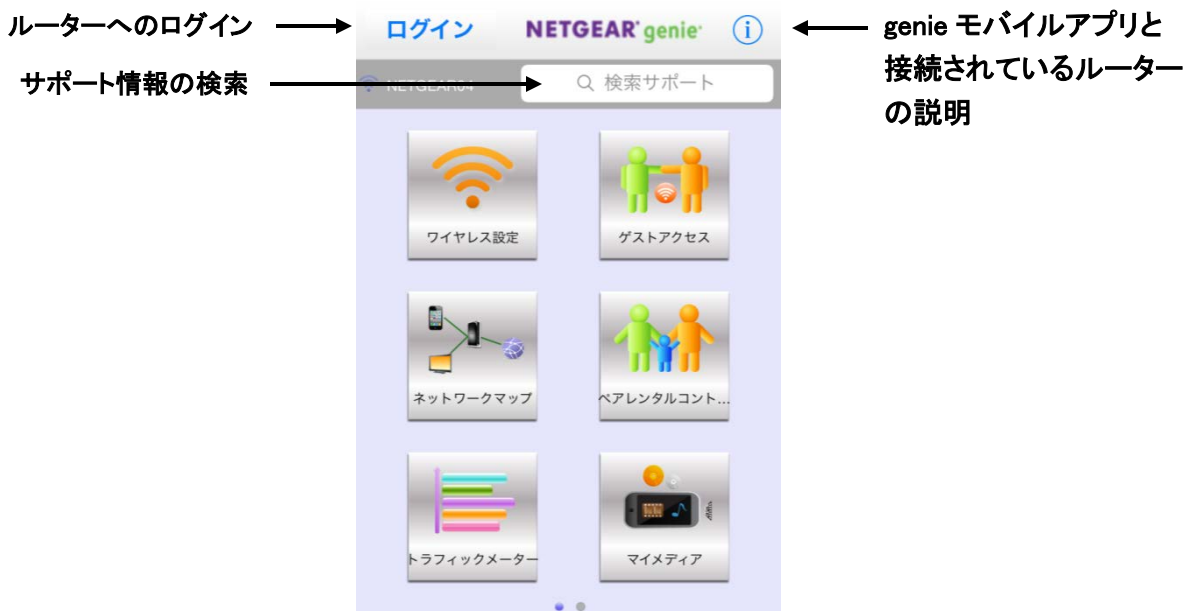 ルーターへのログイン
サポート情報の検索
ログイン
NETGEAR® genie®
genie モバイルアプリと
接続されているルーター
の説明
NETGEAR04
検索サポート
ワイヤレス設定
ゲストアクセス
ネットワークマップ
ペアレンタルコント...
トラフィックメーター
マイメディア